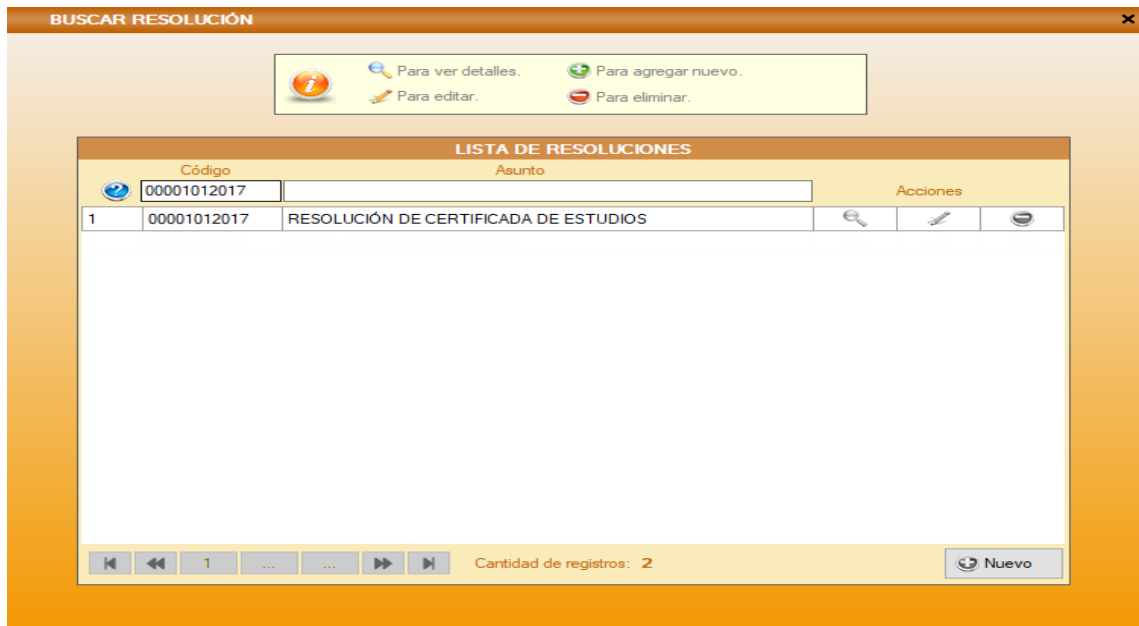 BUSCAR RESOLUCIÓN
Para ver detalles. Para agregar nuevo.
Para editar. Para eliminar.
LISTA DE RESOLUCIONES
Código Asunto
00001012017 Acciones
1 00001012017 RESOLUCIÓN DE CERTIFICADA DE ESTUDIOS
1 ... ... Cantidad de registros: 2 Nuevo